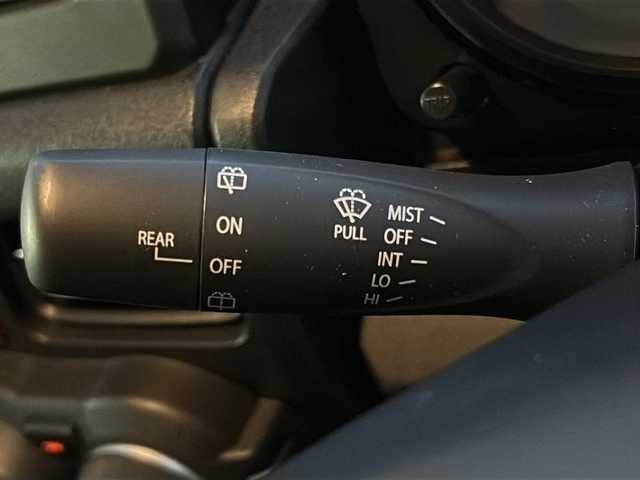 REAR
ON
OFF
PULL
MIST
OFF
INT
LO
HI